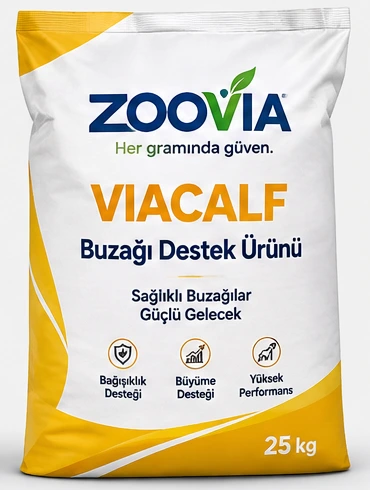 ZOOVIA®
Her gramında güven.
VIACALF
Buzağı Destek Ürünü
Sağlıklı Buzağılar
Güçlü Gelecek
Bağışıklık
Desteği
Büyüme
Desteği
Yüksek
Performans
25 kg